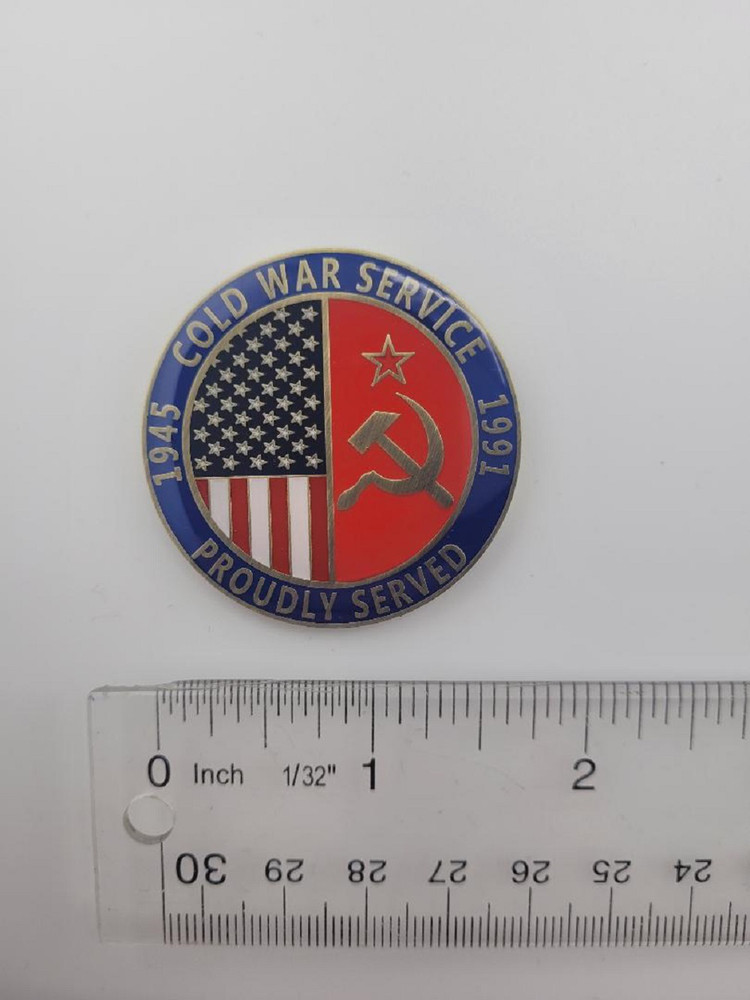 COLD WAR SERVICE
1945
1991
PROUDLY SERVED
0 Inch 1/32" 1 2
30 29 28 27 26 25 24